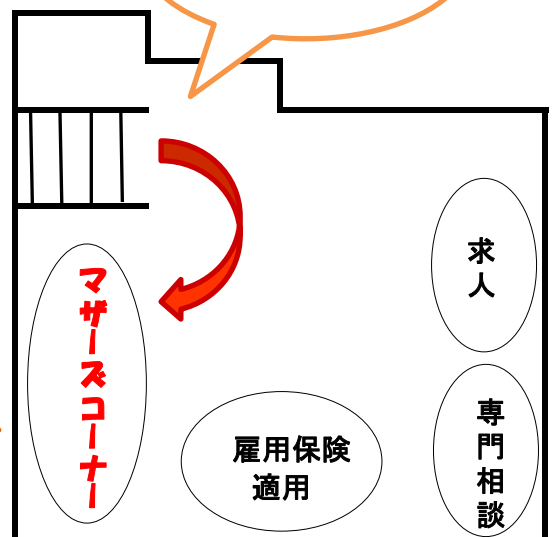 マザーズコーナー
求人
雇用保険
適用
専門相談